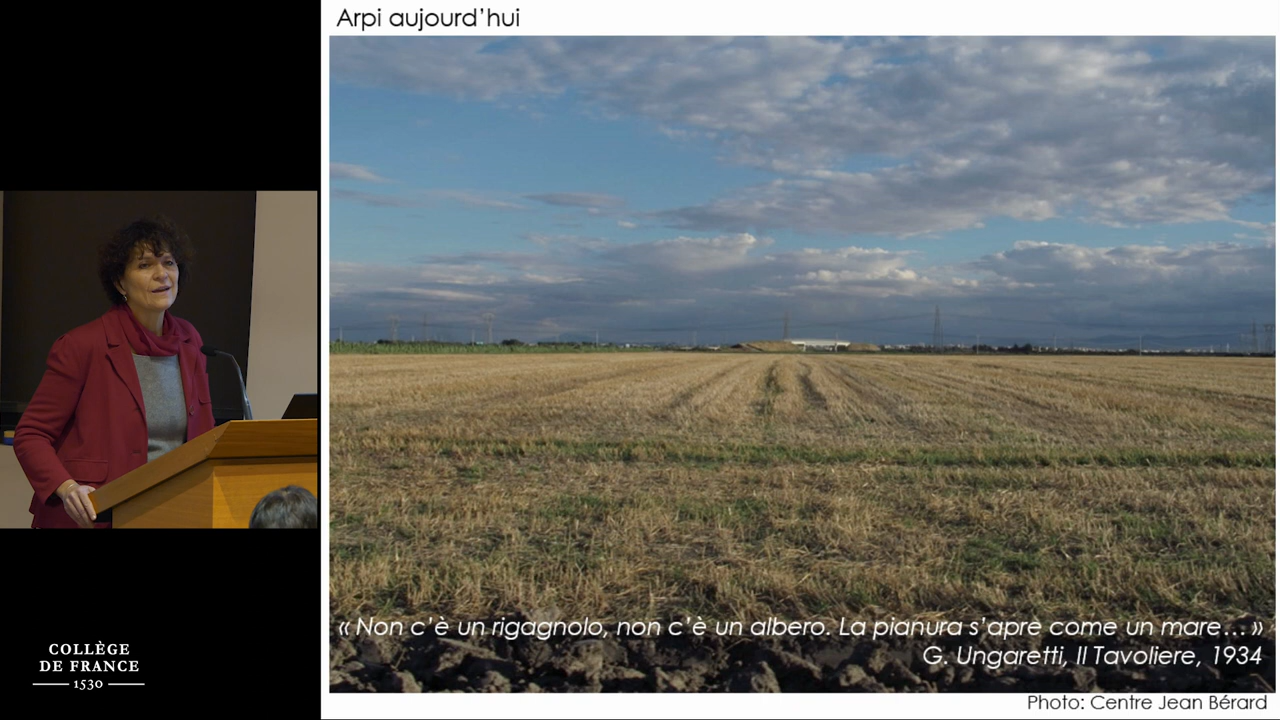 Arpi aujourd'hui
« Non c'è un rigagnolo, non c'è un albero. La pianura s'apre come un mare… »
G. Ungaretti, Il Tavoliere, 1934
Photo: Centre Jean Bérard
COLLÈGE
DE FRANCE
1530